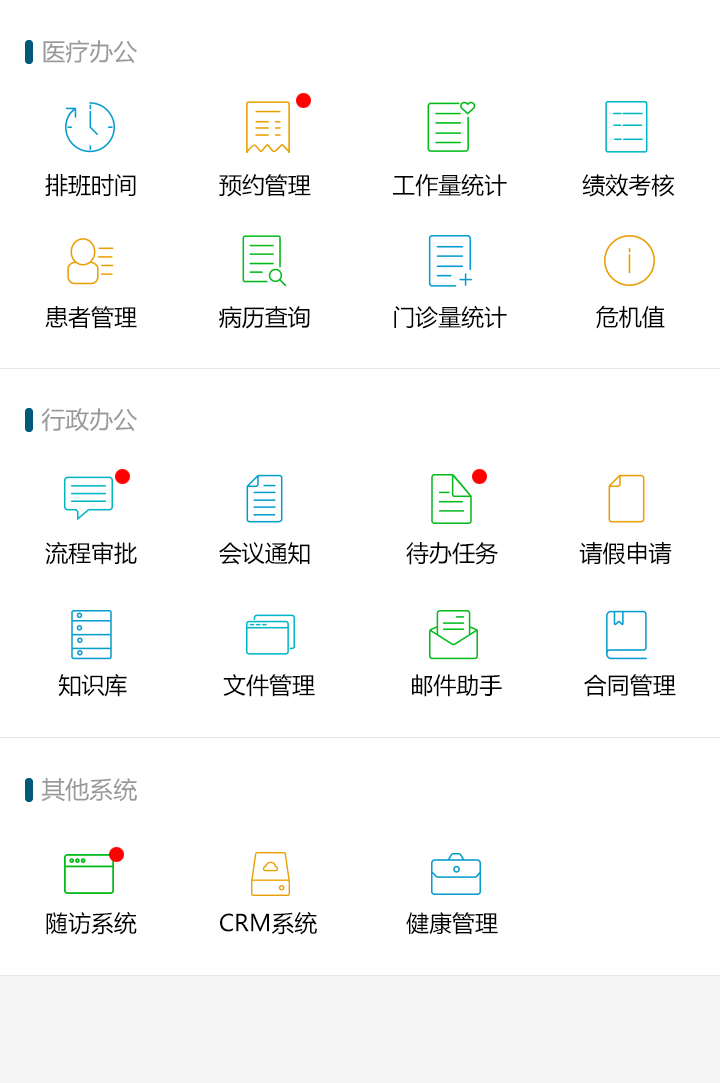 医疗办公
排班时间 预约管理 工作量统计 绩效考核
患者管理 病历查询 门诊量统计 危机值
行政办公
流程审批 会议通知 待办任务 请假申请
知识库 文件管理 邮件助手 合同管理
其他系统
随访系统 CRM系统 健康管理